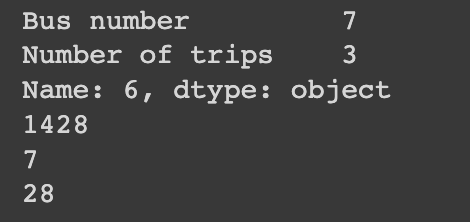 Bus number 7
Number of trips 3
Name: 6, dtype: object
1428
7
28